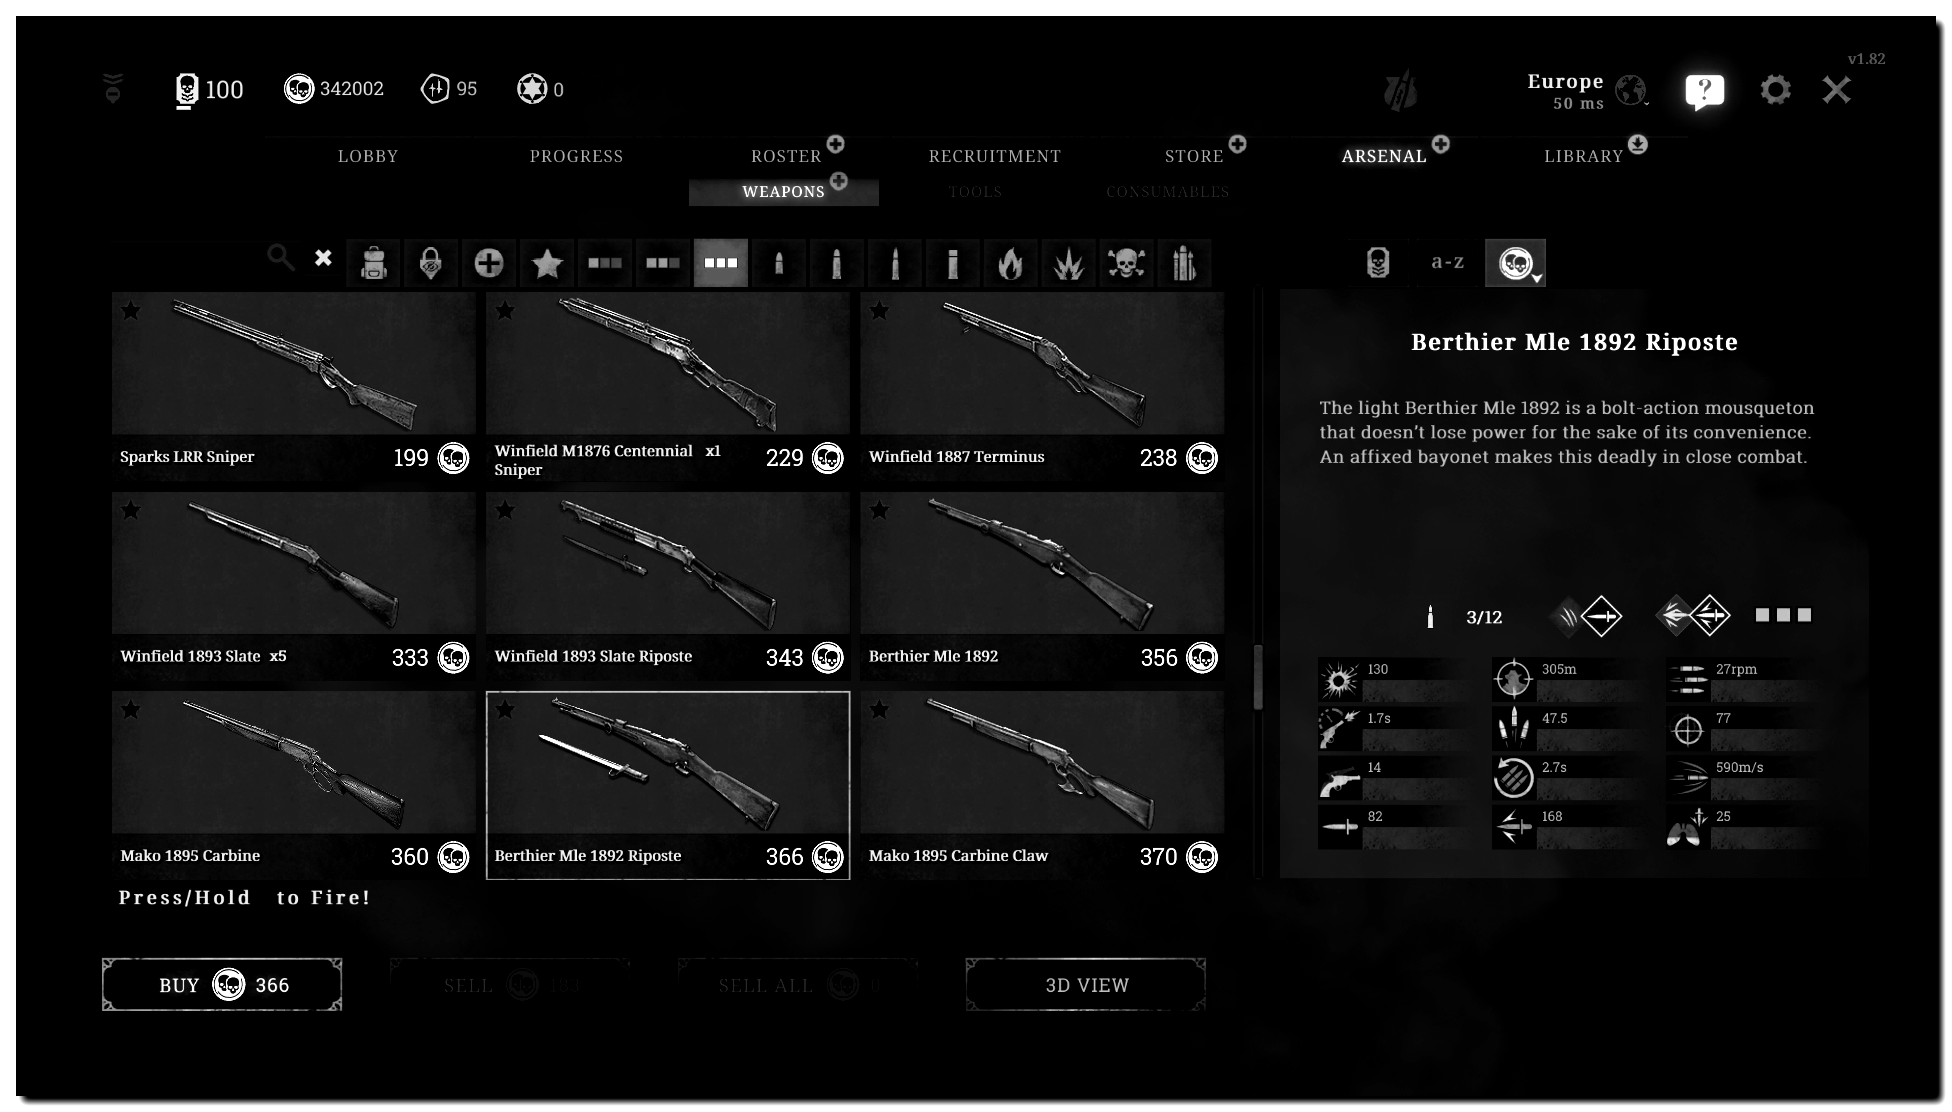 v1.82
100
342002
95
0
Europe
50 ms
?
LOBBY
PROGRESS
ROSTER
RECRUITMENT
STORE
ARSENAL
LIBRARY
WEAPONS
TOOLS
CONSUMABLES
a-z
Sparks LRR Sniper
199
Winfield M1876 Centennial x1
Sniper
229
Winfield 1887 Terminus
238
Winfield 1893 Slate x5
333
Winfield 1893 Slate Riposte
343
Berthier Mle 1892
356
Mako 1895 Carbine
360
Berthier Mle 1892 Riposte
366
Mako 1895 Carbine Claw
370
Berthier Mle 1892 Riposte
The light Berthier Mle 1892 is a bolt-action mousqueton
that doesn't lose power for the sake of its convenience.
An affixed bayonet makes this deadly in close combat.
3/12
130
305m
27rpm
1.7s
47.5
77
14
2.7s
590m/s
82
168
25
Press/Hold to Fire!
BUY 366
SELL 183
SELL ALL 0
3D VIEW